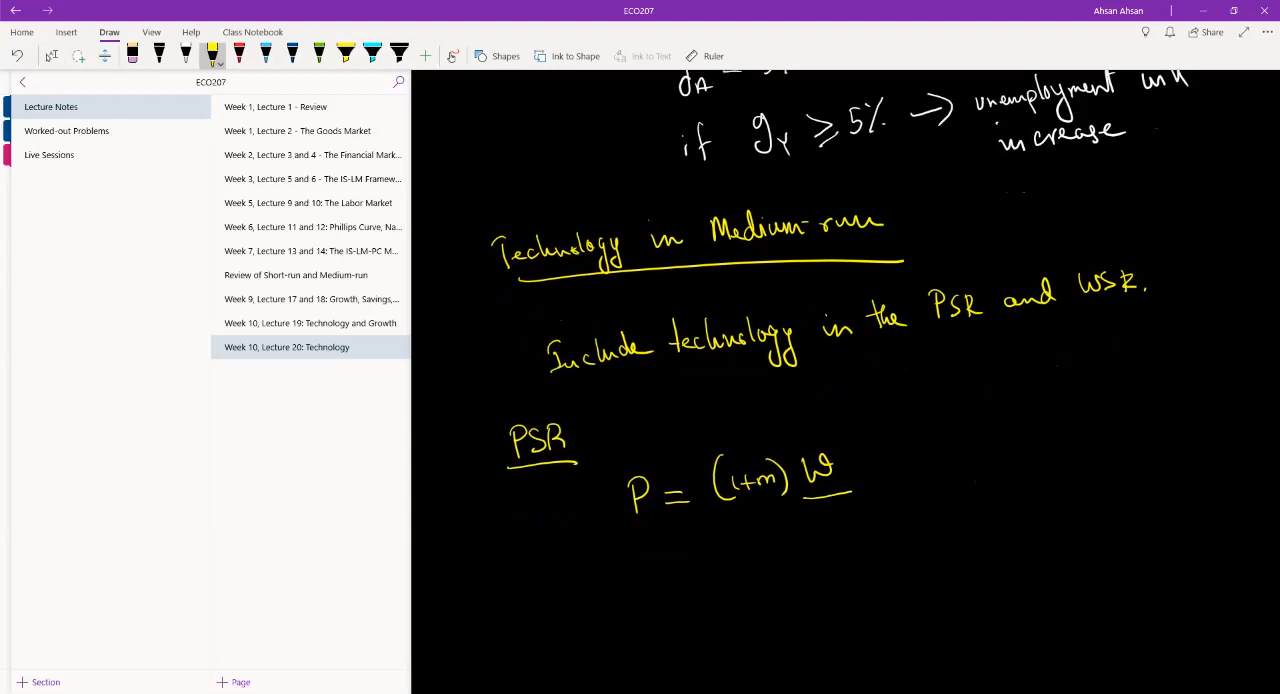 ECO207
Ahsan Ahsan
Home Insert Draw View Help Class Notebook
Share
Shapes Ink to Shape Ink to Text Ruler
ECO207
Lecture Notes
Worked-out Problems
Live Sessions
Week 1, Lecture 1 - Review
Week 1, Lecture 2 - The Goods Market
Week 2, Lecture 3 and 4 - The Financial Mark...
Week 3, Lecture 5 and 6 - The IS-LM Framew...
Week 5, Lecture 9 and 10: The Labor Market
Week 6, Lecture 11 and 12: Phillips Curve, Na...
Week 7, Lecture 13 and 14: The IS-LM-PC M...
Review of Short-run and Medium-run
Week 9, Lecture 17 and 18: Growth, Savings,...
Week 10, Lecture 19: Technology and Growth
Week 10, Lecture 20: Technology
if gY ≥ 5% → unemployment will
increase
Technology in Medium-run
Include technology in the PSR and WSR.
PSR
P = (1+m) W
Section
Page